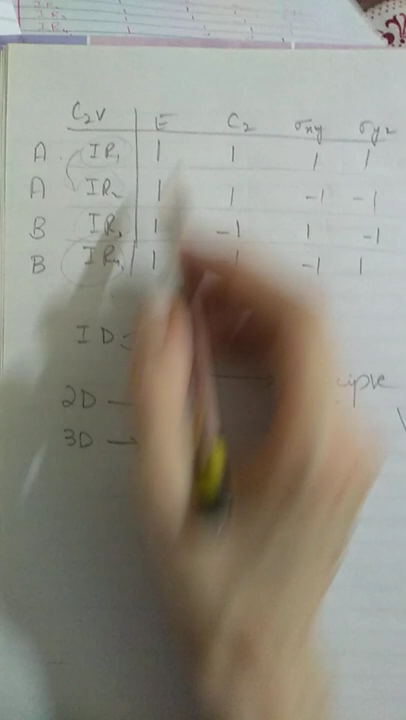 C2V E C2 σxy σyz
A IR1 1 1 1 1
A IR2 1 1 -1 -1
B IR3 1 -1 1 -1
B IR4 1 1 -1 1
1D =
2D —
3D →